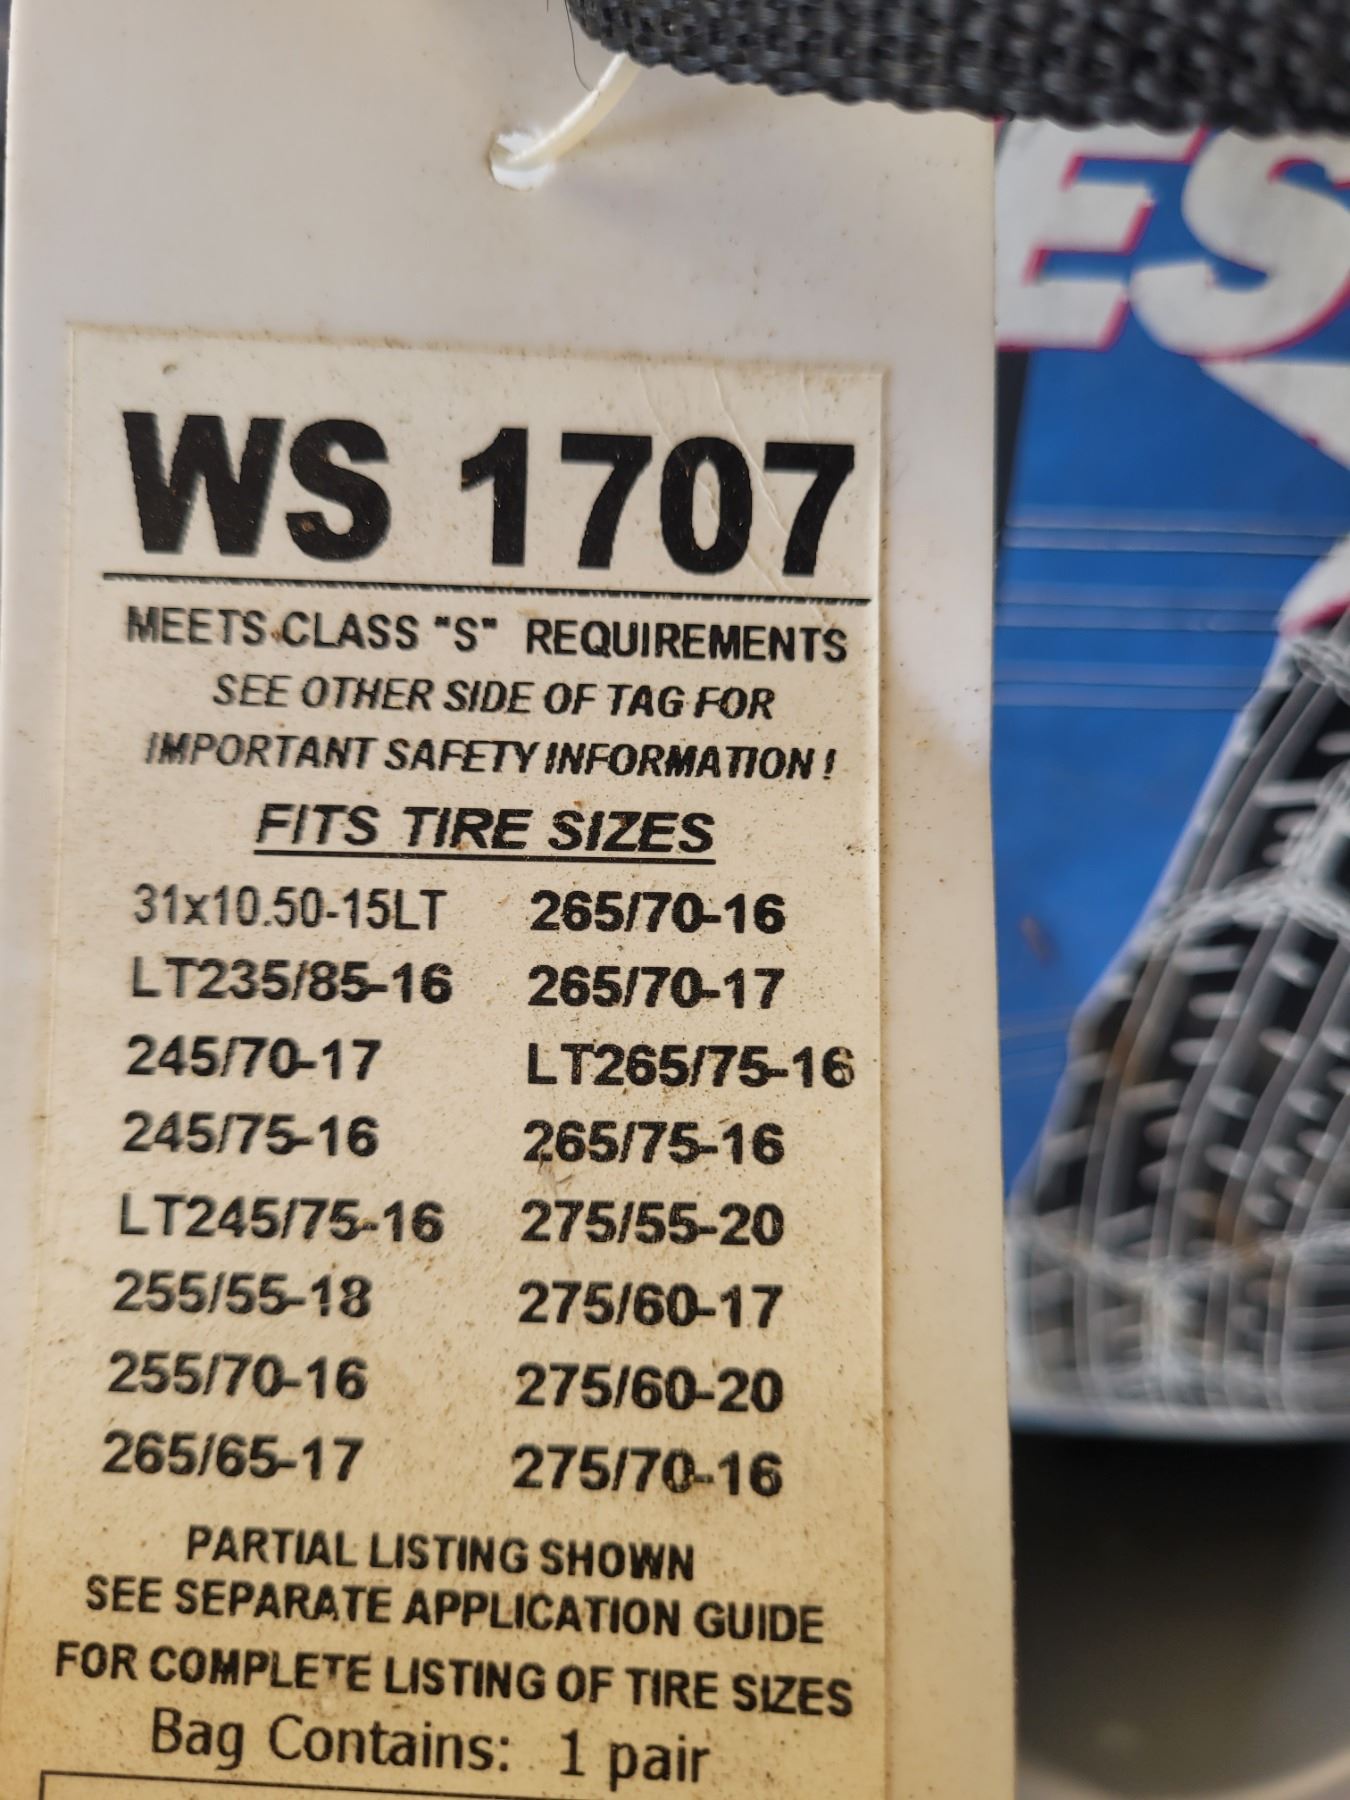 ES
WS 1707
MEETS CLASS "S" REQUIREMENTS
SEE OTHER SIDE OF TAG FOR
IMPORTANT SAFETY INFORMATION !
FITS TIRE SIZES
31x10.50-15LT 265/70-16
LT235/85-16 265/70-17
245/70-17 LT265/75-16
245/75-16 265/75-16
LT245/75-16 275/55-20
255/55-18 275/60-17
255/70-16 275/60-20
265/65-17 275/70-16
PARTIAL LISTING SHOWN
SEE SEPARATE APPLICATION GUIDE
FOR COMPLETE LISTING OF TIRE SIZES
Bag Contains: 1 pair